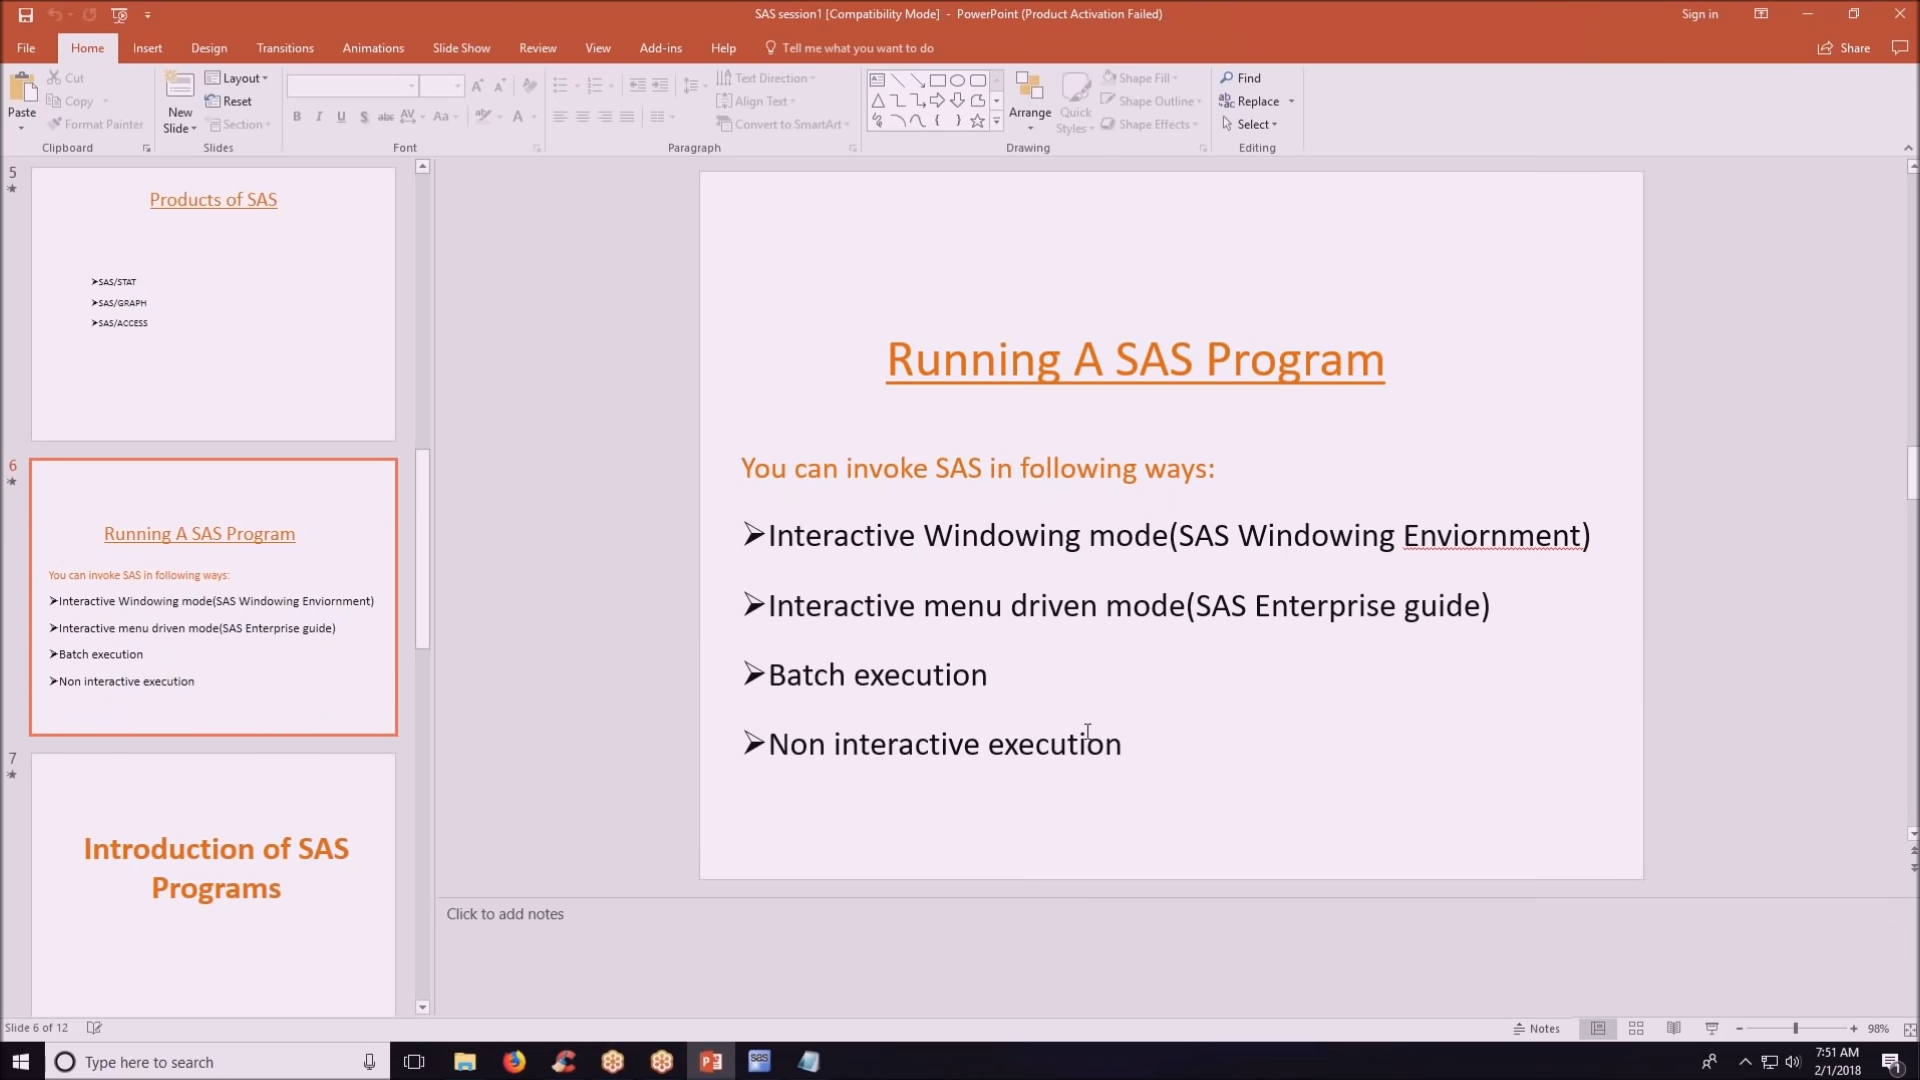 SAS session1 [Compatibility Mode] - PowerPoint (Product Activation Failed)
Sign in
File Home Insert Design Transitions Animations Slide Show Review View Add-ins Help Tell me what you want to do
Share
Paste
Cut
Copy
Format Painter
Clipboard
New
Slide
Layout
Reset
Section
Slides
B I U S abc AV Aa A
Font
Text Direction
Align Text
Convert to SmartArt
Paragraph
Arrange
Quick
Styles
Shape Fill
Shape Outline
Shape Effects
Drawing
Find
Replace
Select
Editing
5
Products of SAS
➢SAS/STAT
➢SAS/GRAPH
➢SAS/ACCESS
6
Running A SAS Program
You can invoke SAS in following ways:
➢Interactive Windowing mode(SAS Windowing Enviornment)
➢Interactive menu driven mode(SAS Enterprise guide)
➢Batch execution
➢Non interactive execution
7
Introduction of SAS
Programs
Running A SAS Program
You can invoke SAS in following ways:
➢Interactive Windowing mode(SAS Windowing Enviornment)
➢Interactive menu driven mode(SAS Enterprise guide)
➢Batch execution
➢Non interactive execution
Click to add notes
Slide 6 of 12
Notes
98%
Type here to search
sas
7:51 AM
2/1/2018
1